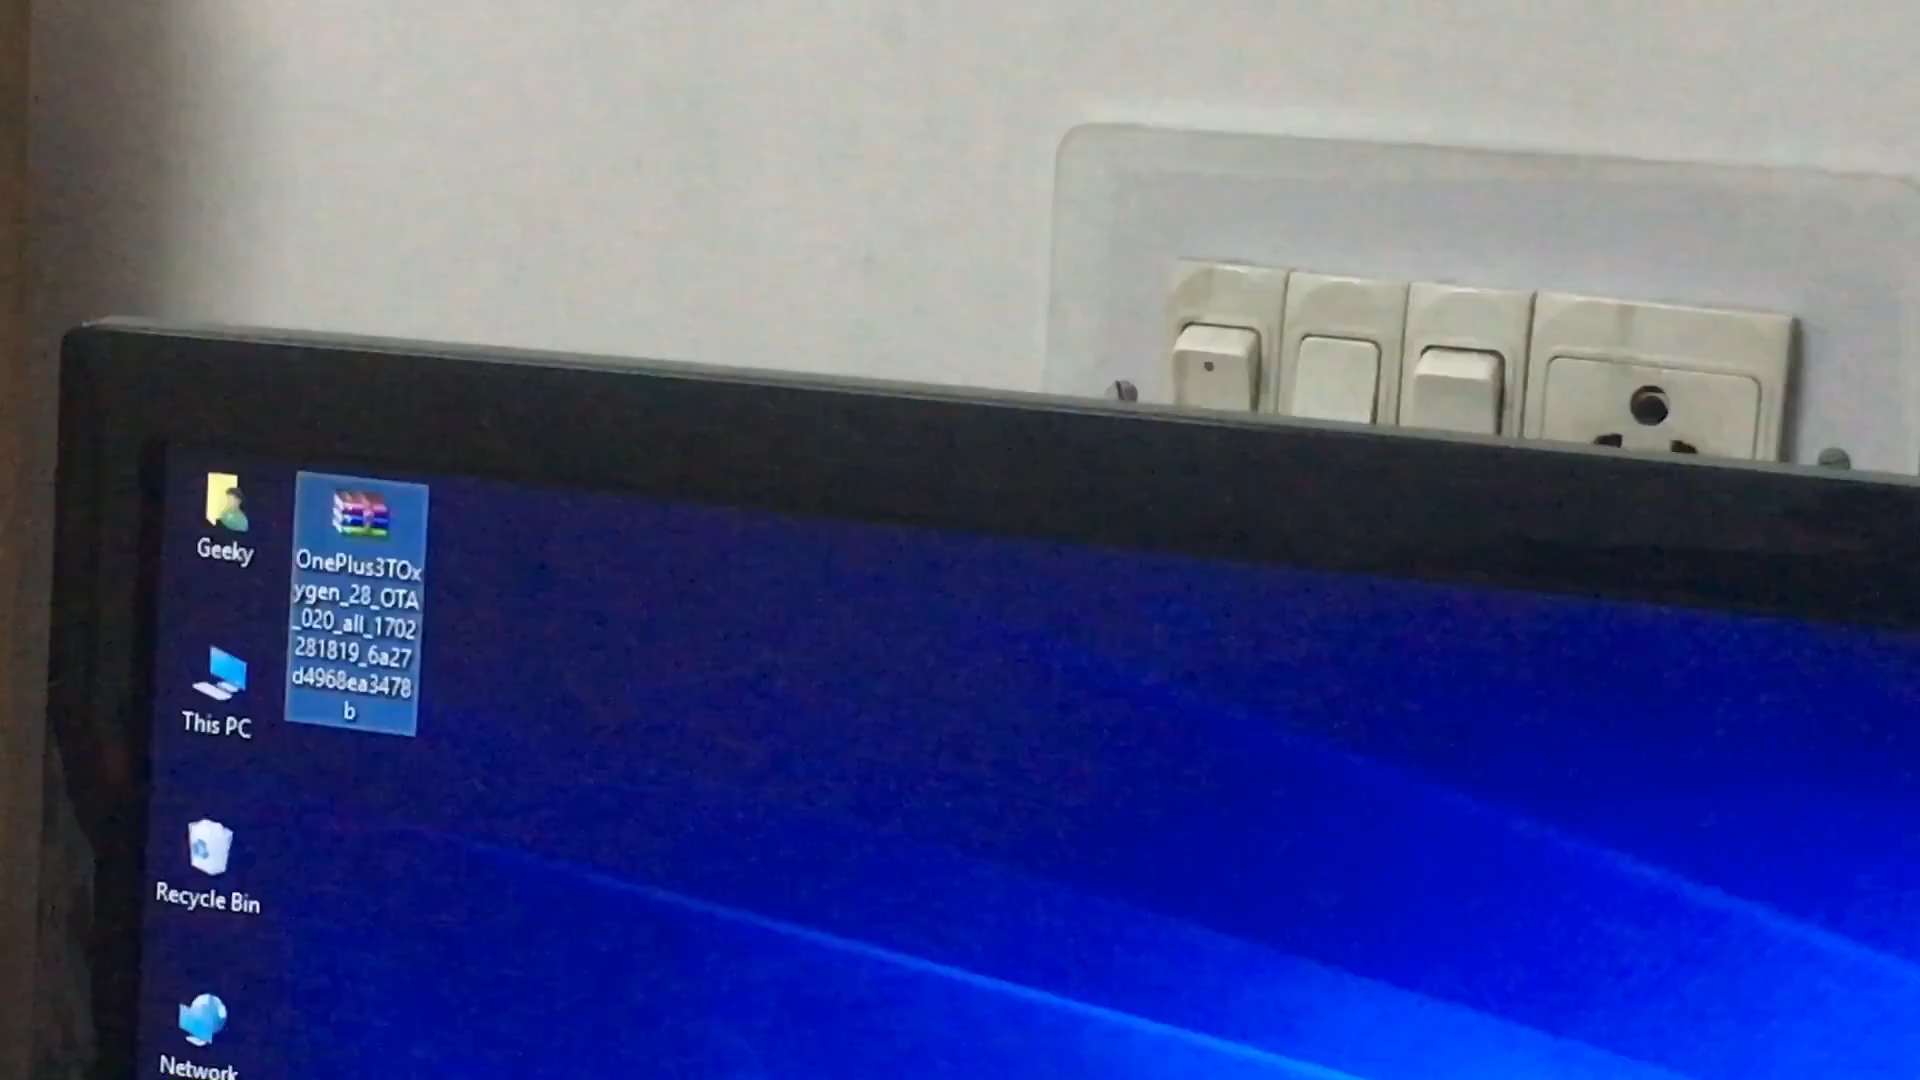 Geeky
OnePlus3TOx
ygen_28_OTA
_020_all_1702
281819_6a27
d4968ea3478
b
This PC
Recycle Bin
Network